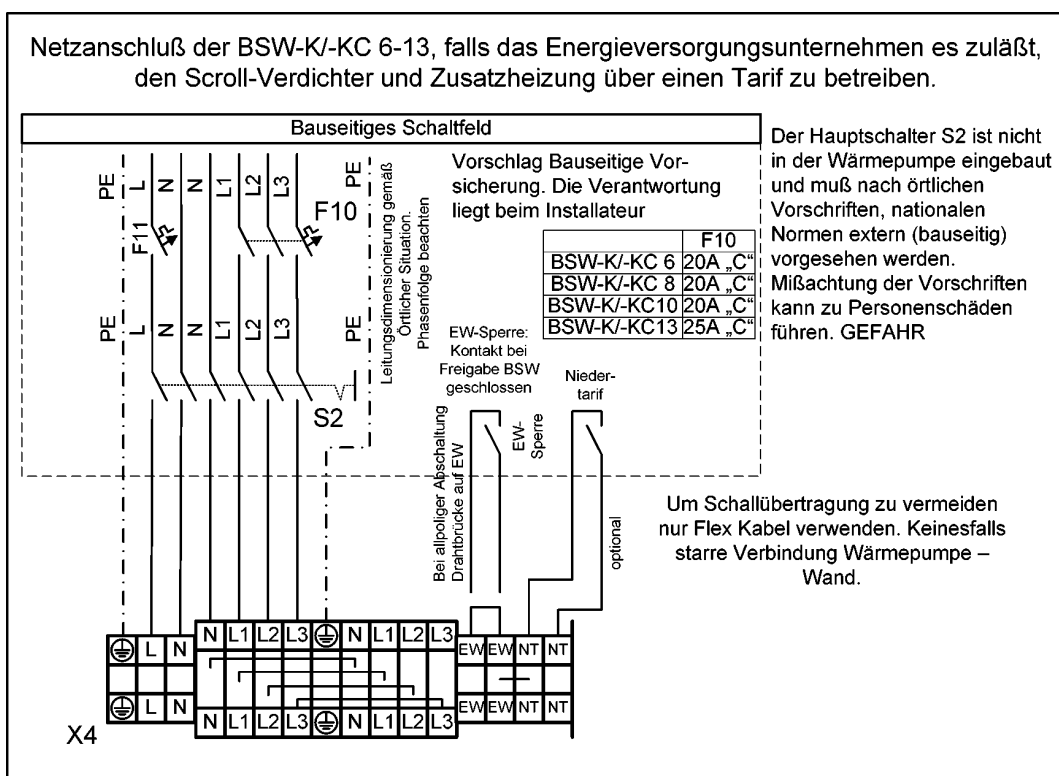 Netzanschluß der BSW-K/-KC 6-13, falls das Energieversorgungsunternehmen es zuläßt,
den Scroll-Verdichter und Zusatzheizung über einen Tarif zu betreiben.
Bauseitiges Schaltfeld
PE L N N L1 L2 L3 PE
F11
F10
Leitungsdimensionierung gemäß
Örtlicher Situation.
Phasenfolge beachten
PE L N N L1 L2 L3 PE
S2
Vorschlag Bauseitige Vor-
sicherung. Die Verantwortung
liegt beim Installateur
F10
BSW-K/-KC 6 20A „C“
BSW-K/-KC 8 20A „C“
BSW-K/-KC10 20A „C“
BSW-K/-KC13 25A „C“
Der Hauptschalter S2 ist nicht
in der Wärmepumpe eingebaut
und muß nach örtlichen
Vorschriften, nationalen
Normen extern (bauseitig)
vorgesehen werden.
Mißachtung der Vorschriften
kann zu Personenschäden
führen. GEFAHR
EW-Sperre:
Kontakt bei
Freigabe BSW
geschlossen
Nieder-
tarif
EW-
Sperre
Bei allpoliger Abschaltung
Drahtbrücke auf EW
optional
Um Schallübertragung zu vermeiden
nur Flex Kabel verwenden. Keinesfalls
starre Verbindung Wärmepumpe –
Wand.
L N N L1 L2 L3 N L1 L2 L3 EW EW NT NT
L N N L1 L2 L3 N L1 L2 L3 EW EW NT NT
X4